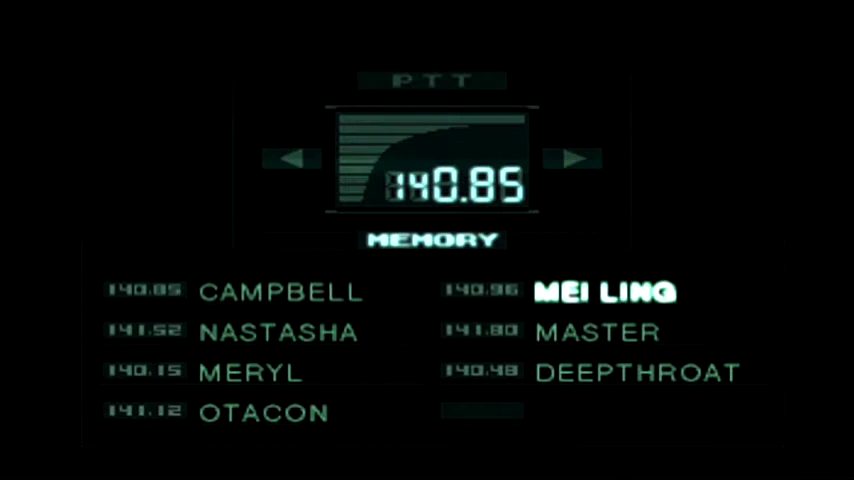 PTT
140.85
MEMORY
140.85 CAMPBELL 140.96 MEI LING
141.52 NASTASHA 141.80 MASTER
140.15 MERYL 140.48 DEEPTHROAT
141.12 OTACON